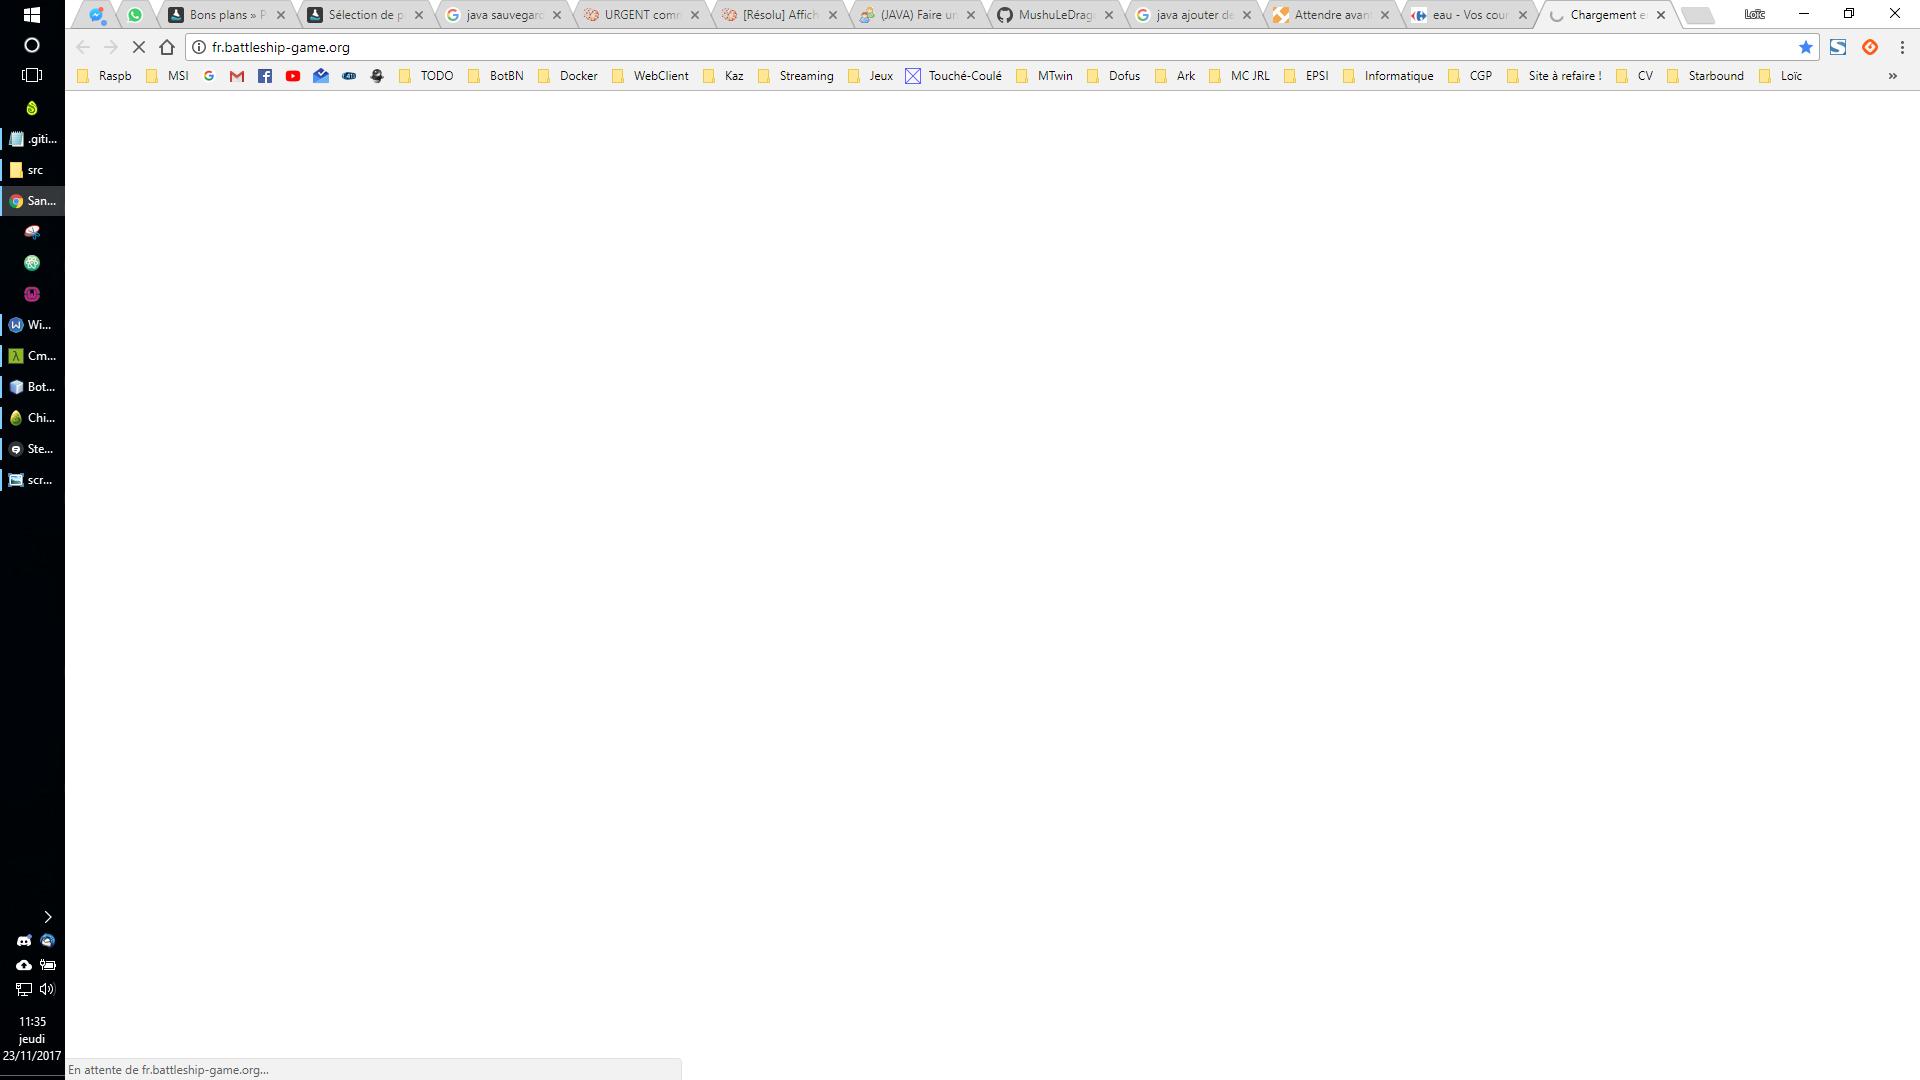 Bons plans » P
Sélection de p
java sauvegard
URGENT comm
[Résolu] Affich
(JAVA) Faire un
MushuLeDrag
java ajouter de
Attendre avan
eau - Vos cour
Chargement e
Loïc
fr.battleship-game.org
Raspb
MSI
TODO
BotBN
Docker
WebClient
Kaz
Streaming
Jeux
Touché-Coulé
MTwin
Dofus
Ark
MC JRL
EPSI
Informatique
CGP
Site à refaire !
CV
Starbound
Loïc
»
.giti...
src
San...
Wi...
Cm...
Bot...
Chi...
Ste...
scr...
11:35
jeudi
23/11/2017
En attente de fr.battleship-game.org...